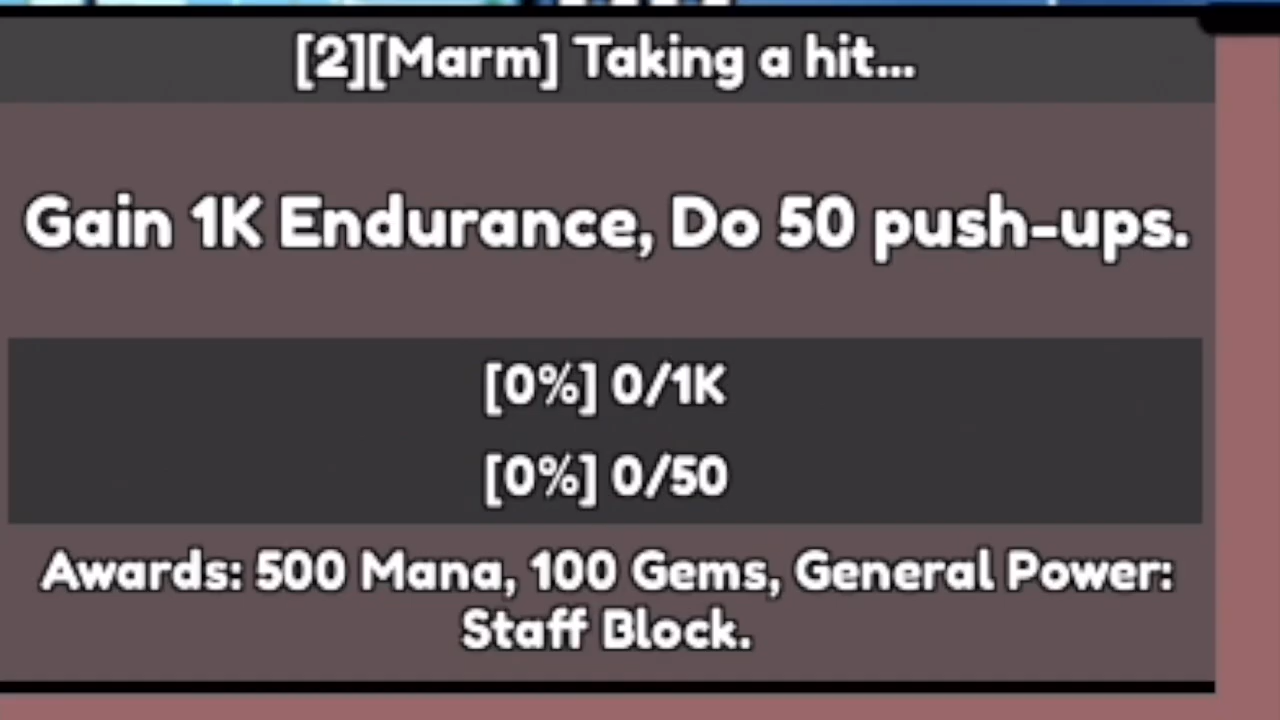 [2][Marm] Taking a hit...
Gain 1K Endurance, Do 50 push-ups.
[0%] 0/1K
[0%] 0/50
Awards: 500 Mana, 100 Gems, General Power:
Staff Block.